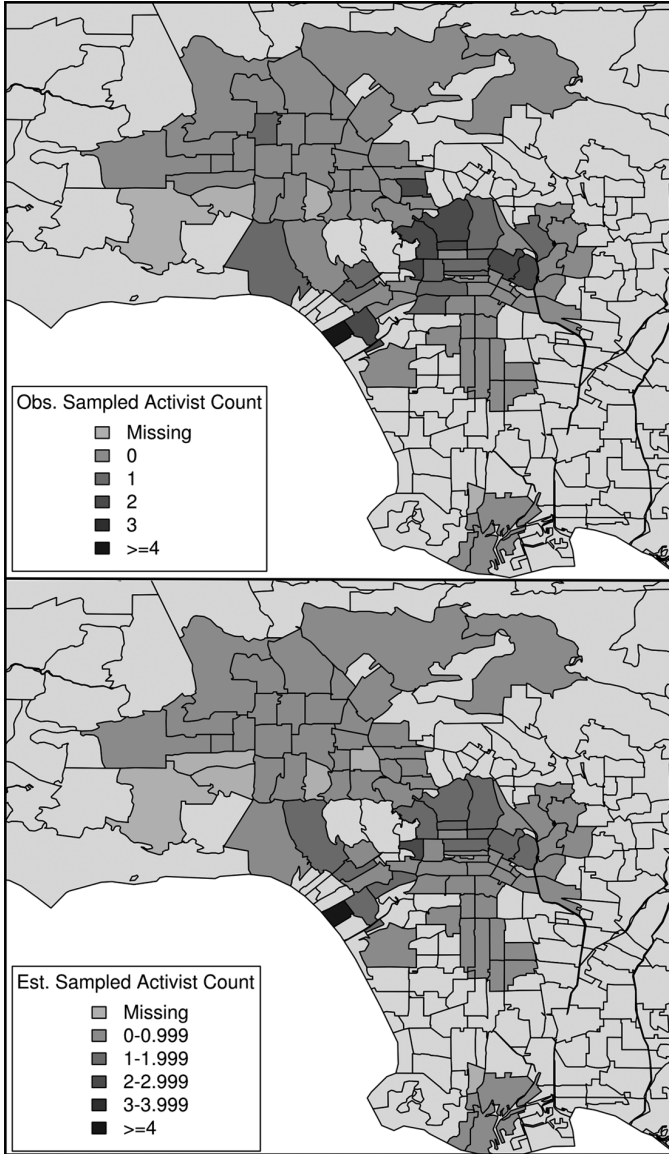 Obs. Sampled Activist Count
Missing
0
1
2
3
>=4
Est. Sampled Activist Count
Missing
0-0.999
1-1.999
2-2.999
3-3.999
>=4